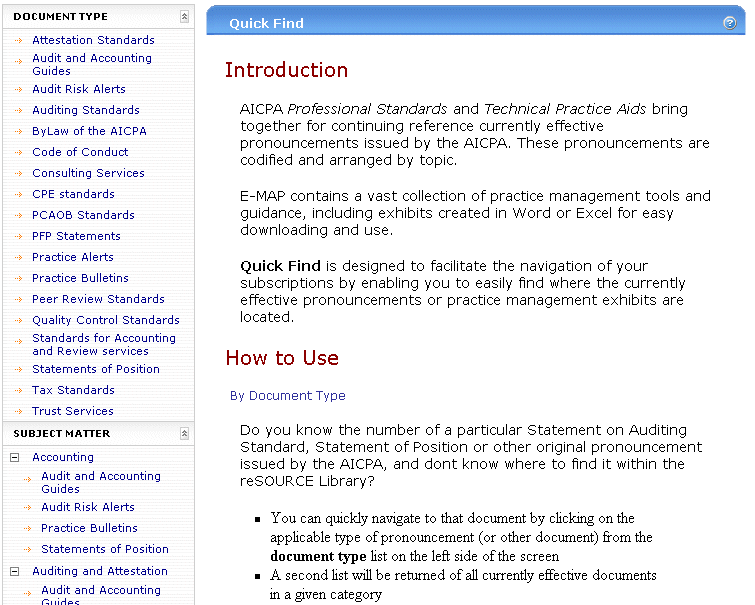 DOCUMENT TYPE
Attestation Standards
Audit and Accounting
Guides
Audit Risk Alerts
Auditing Standards
ByLaw of the AICPA
Code of Conduct
Consulting Services
CPE standards
PCAOB Standards
PFP Statements
Practice Alerts
Practice Bulletins
Peer Review Standards
Quality Control Standards
Standards for Accounting
and Review services
Statements of Position
Tax Standards
Trust Services
SUBJECT MATTER
Accounting
Audit and Accounting
Guides
Audit Risk Alerts
Practice Bulletins
Statements of Position
Auditing and Attestation
Audit and Accounting
Guides
Quick Find
?
Introduction
AICPA Professional Standards and Technical Practice Aids bring
together for continuing reference currently effective
pronouncements issued by the AICPA. These pronouncements are
codified and arranged by topic.
E-MAP contains a vast collection of practice management tools and
guidance, including exhibits created in Word or Excel for easy
downloading and use.
Quick Find is designed to facilitate the navigation of your
subscriptions by enabling you to easily find where the currently
effective pronouncements or practice management exhibits are
located.
How to Use
By Document Type
Do you know the number of a particular Statement on Auditing
Standard, Statement of Position or other original pronouncement
issued by the AICPA, and dont know where to find it within the
reSOURCE Library?
You can quickly navigate to that document by clicking on the
applicable type of pronouncement (or other document) from the
document type list on the left side of the screen
A second list will be returned of all currently effective documents
in a given category